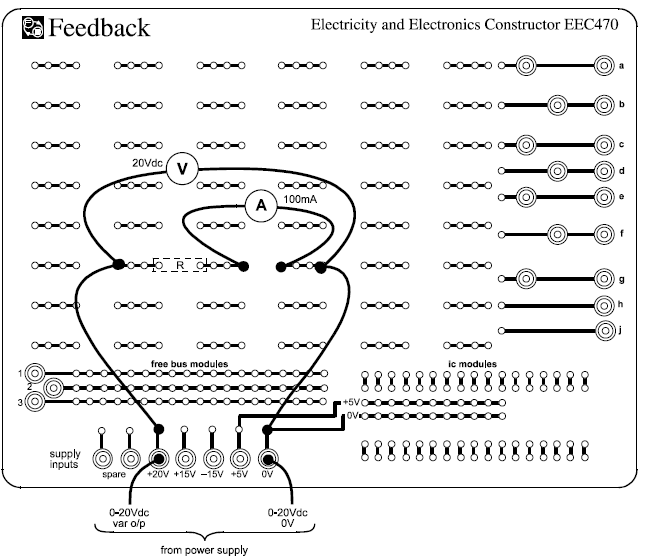 Feedback
Electricity and Electronics Constructor EEC470
a
b
c
20Vdc
V
d
A
100mA
e
f
R
g
h
j
free bus modules
ic modules
1
2
3
+5V
0V
supply
inputs
spare
+20V
+15V
–15V
+5V
0V
0-20Vdc
var o/p
0-20Vdc
0V
from power supply